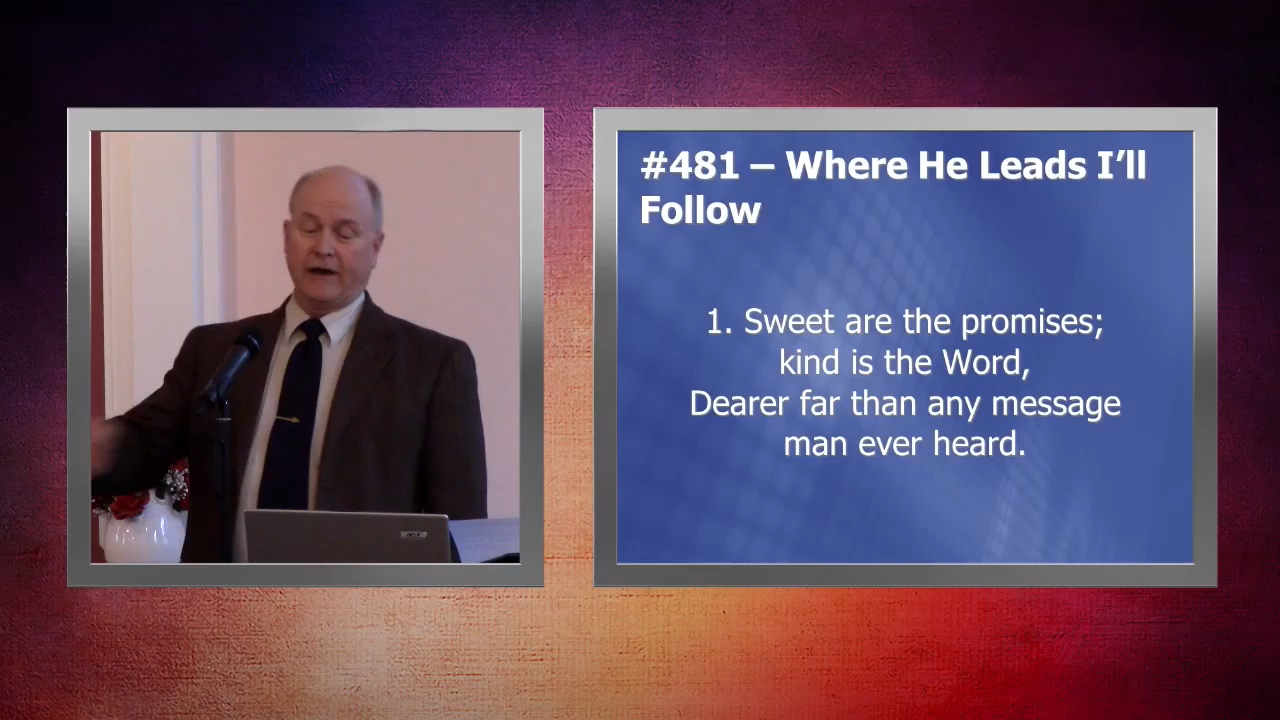 #481 – Where He Leads I’ll
Follow
1. Sweet are the promises;
kind is the Word,
Dearer far than any message
man ever heard.
acer